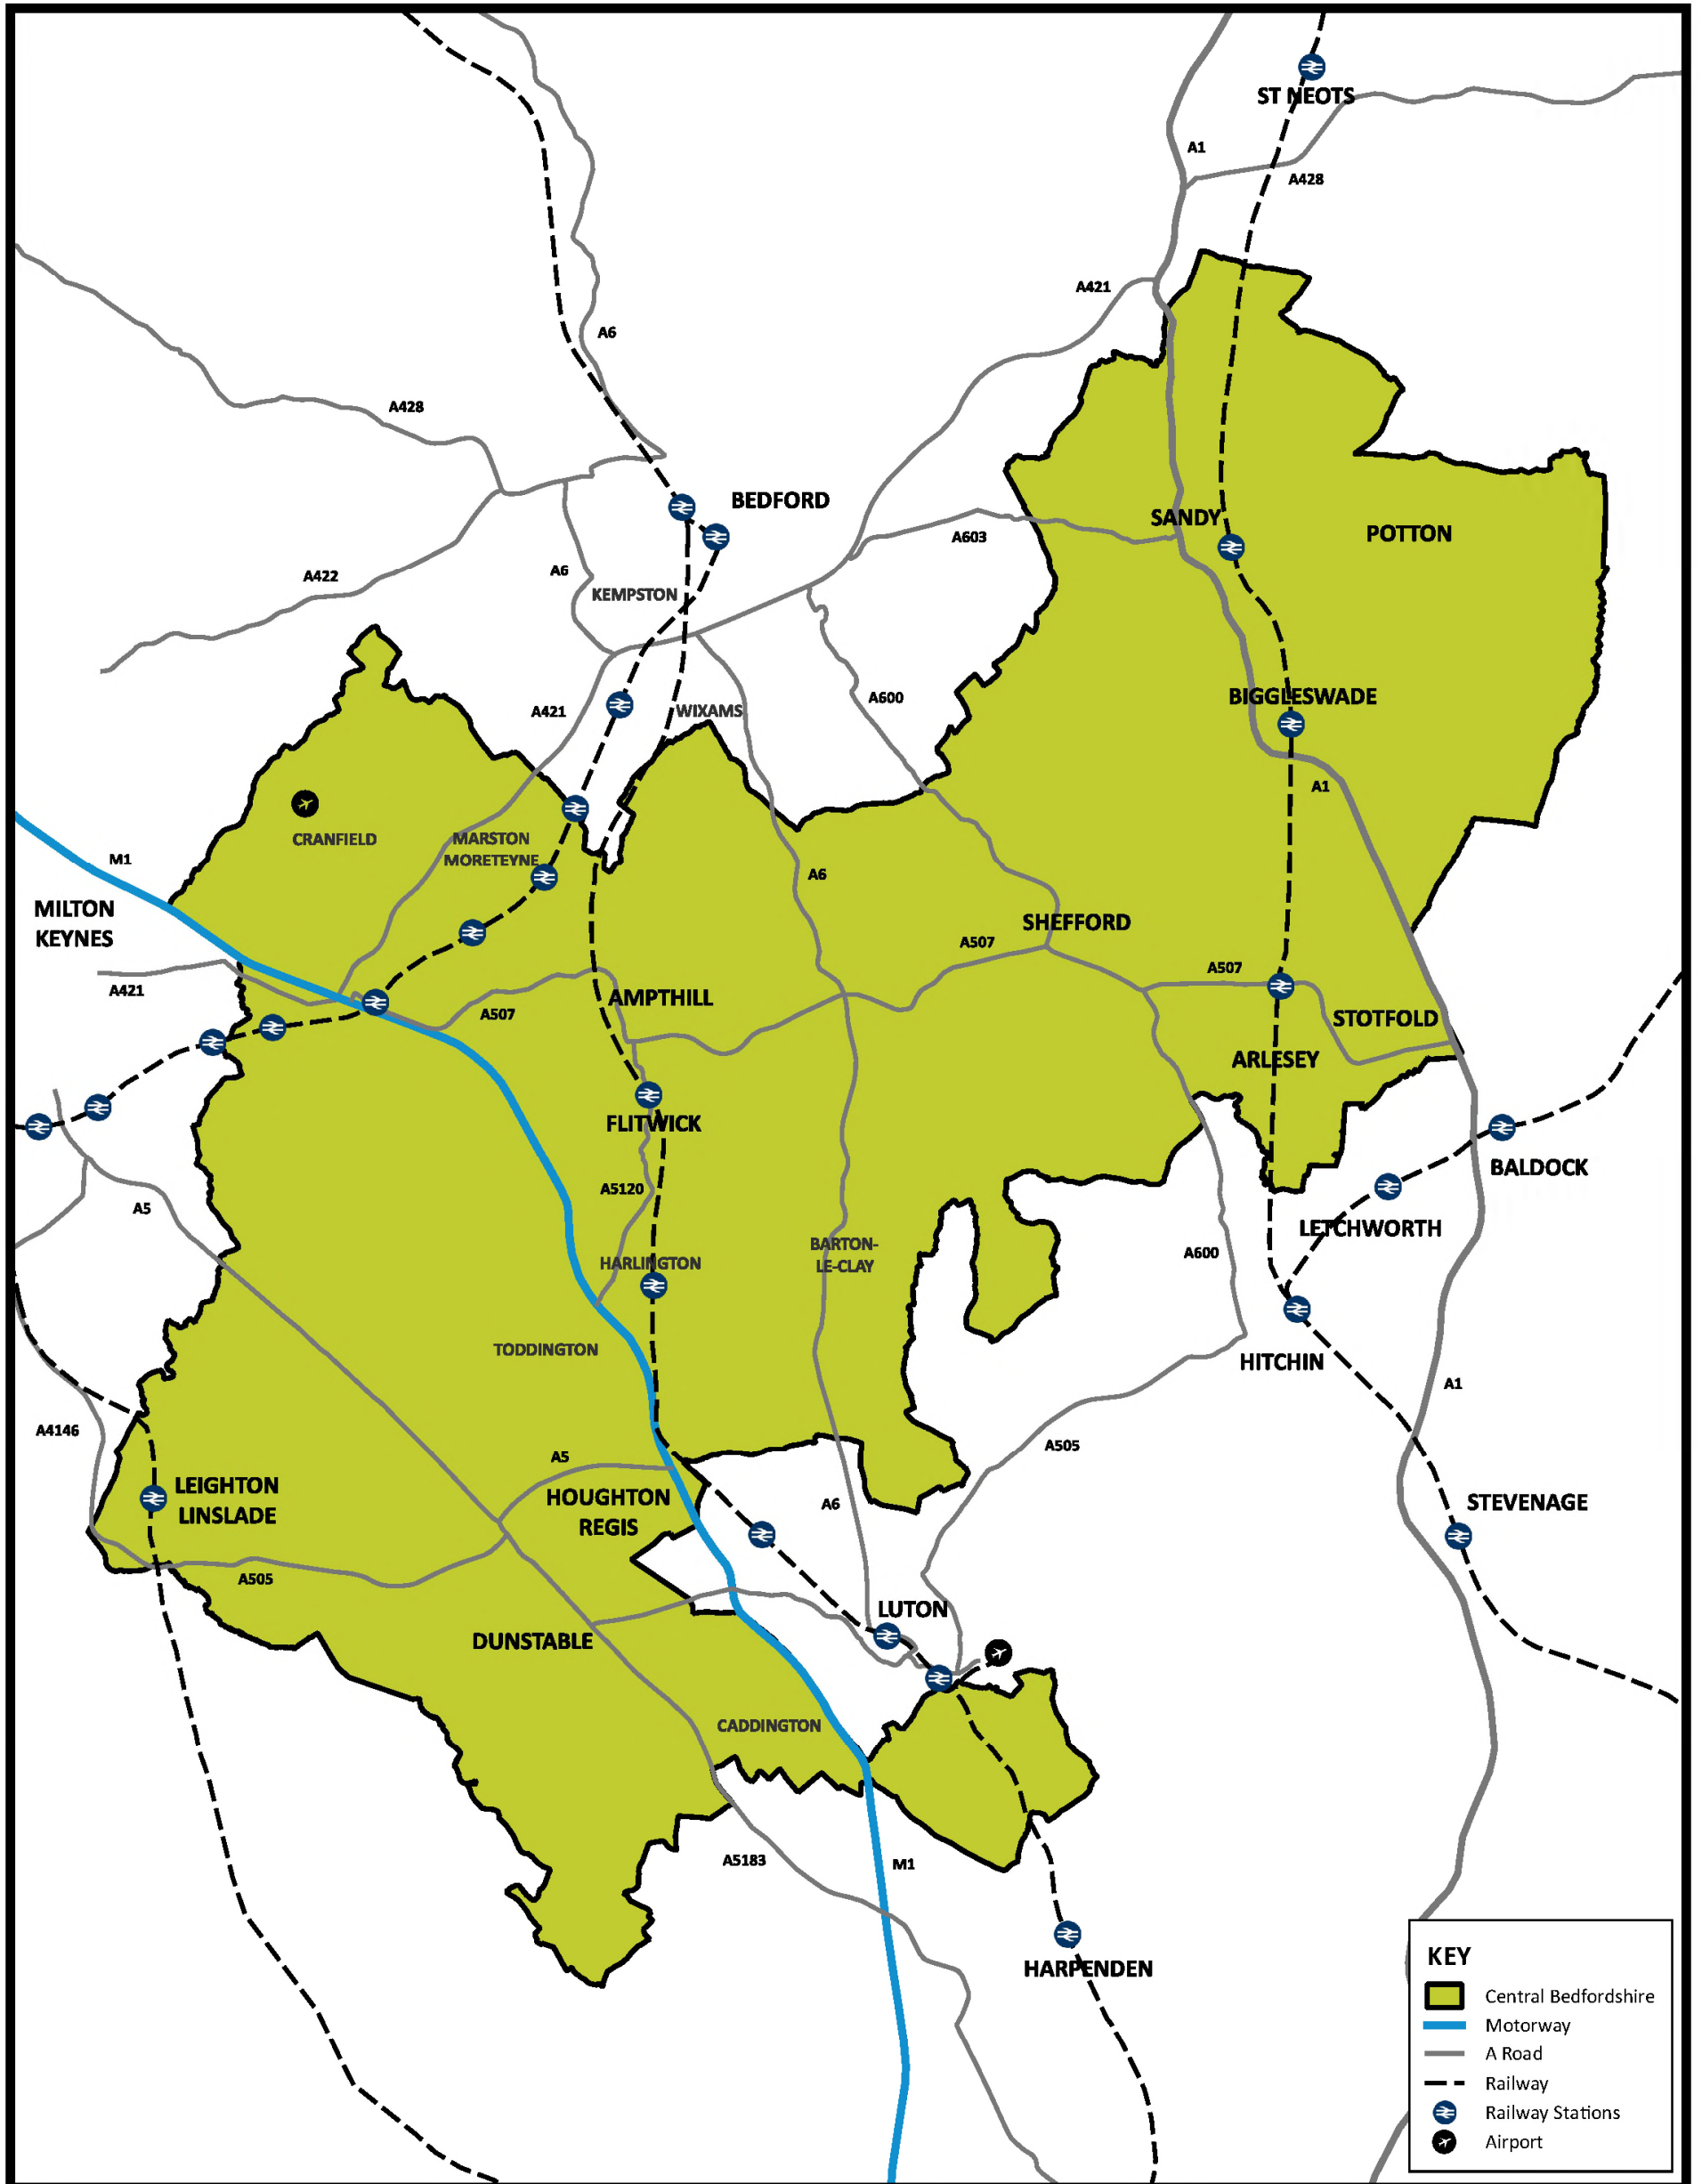 ST NEOTS
A1
A428
A421
A6
A428
BEDFORD
SANDY
POTTON
A603
A6
A422
KEMPSTON
BIGGLESWADE
A600
A421
WIXAMS
A1
CRANFIELD
MARSTON
MORETEYNE
M1
A6
MILTON
KEYNES
SHEFFORD
A507
A507
A421
AMPTHILL
A507
STOTFOLD
ARLESEY
FLITWICK
BALDOCK
A5120
A5
LETCHWORTH
BARTON-
LE-CLAY
A600
HARLINGTON
TODDINGTON
HITCHIN
A1
A4146
A505
A5
LEIGHTON
LINSLADE
HOUGHTON
REGIS
A6
STEVENAGE
A505
LUTON
DUNSTABLE
CADDINGTON
A5183
M1
HARPENDEN
KEY
Central Bedfordshire
Motorway
A Road
Railway
Railway Stations
Airport